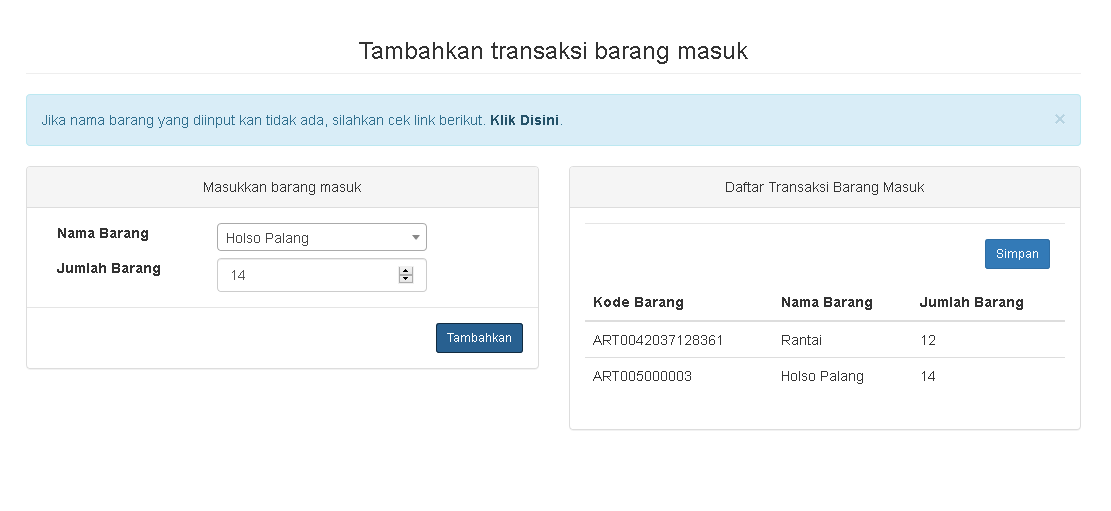 Tambahkan transaksi barang masuk
Jika nama barang yang diinput kan tidak ada, silahkan cek link berikut. Klik Disini. ×
Masukkan barang masuk
Nama Barang Holso Palang
Jumlah Barang 14
Tambahkan
Daftar Transaksi Barang Masuk
Simpan
Kode Barang Nama Barang Jumlah Barang
ART0042037128361 Rantai 12
ART005000003 Holso Palang 14